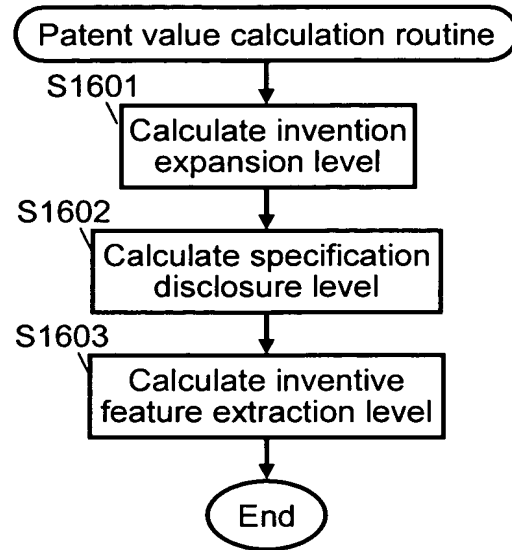 Patent value calculation routine
S1601
Calculate invention
expansion level
S1602
Calculate specification
disclosure level
S1603
Calculate inventive
feature extraction level
End